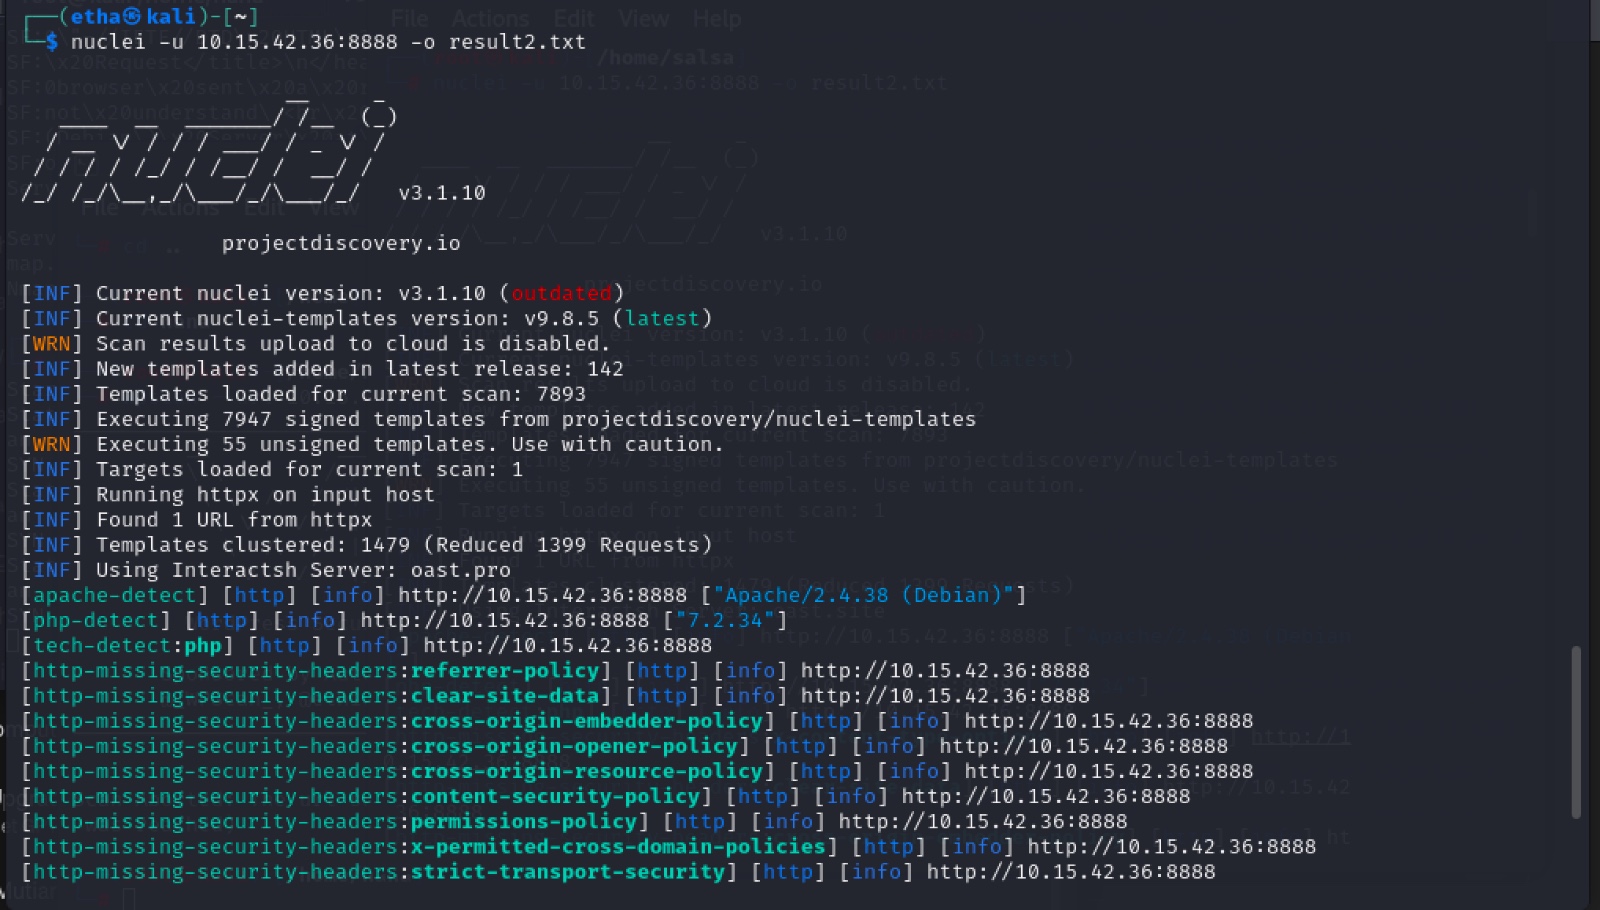 (etha㉿kali)-[~]
$ nuclei -u 10.15.42.36:8888 -o result2.txt
v3.1.10
projectdiscovery.io
[INF] Current nuclei version: v3.1.10 (outdated)
[INF] Current nuclei-templates version: v9.8.5 (latest)
[WRN] Scan results upload to cloud is disabled.
[INF] New templates added in latest release: 142
[INF] Templates loaded for current scan: 7893
[INF] Executing 7947 signed templates from projectdiscovery/nuclei-templates
[WRN] Executing 55 unsigned templates. Use with caution.
[INF] Targets loaded for current scan: 1
[INF] Running httpx on input host
[INF] Found 1 URL from httpx
[INF] Templates clustered: 1479 (Reduced 1399 Requests)
[INF] Using Interactsh Server: oast.pro
[apache-detect] [http] [info] http://10.15.42.36:8888 ["Apache/2.4.38 (Debian)"]
[php-detect] [http] [info] http://10.15.42.36:8888 ["7.2.34"]
[tech-detect:php] [http] [info] http://10.15.42.36:8888
[http-missing-security-headers:referrer-policy] [http] [info] http://10.15.42.36:8888
[http-missing-security-headers:clear-site-data] [http] [info] http://10.15.42.36:8888
[http-missing-security-headers:cross-origin-embedder-policy] [http] [info] http://10.15.42.36:8888
[http-missing-security-headers:cross-origin-opener-policy] [http] [info] http://10.15.42.36:8888
[http-missing-security-headers:cross-origin-resource-policy] [http] [info] http://10.15.42.36:8888
[http-missing-security-headers:content-security-policy] [http] [info] http://10.15.42.36:8888
[http-missing-security-headers:permissions-policy] [http] [info] http://10.15.42.36:8888
[http-missing-security-headers:x-permitted-cross-domain-policies] [http] [info] http://10.15.42.36:8888
[http-missing-security-headers:strict-transport-security] [http] [info] http://10.15.42.36:8888